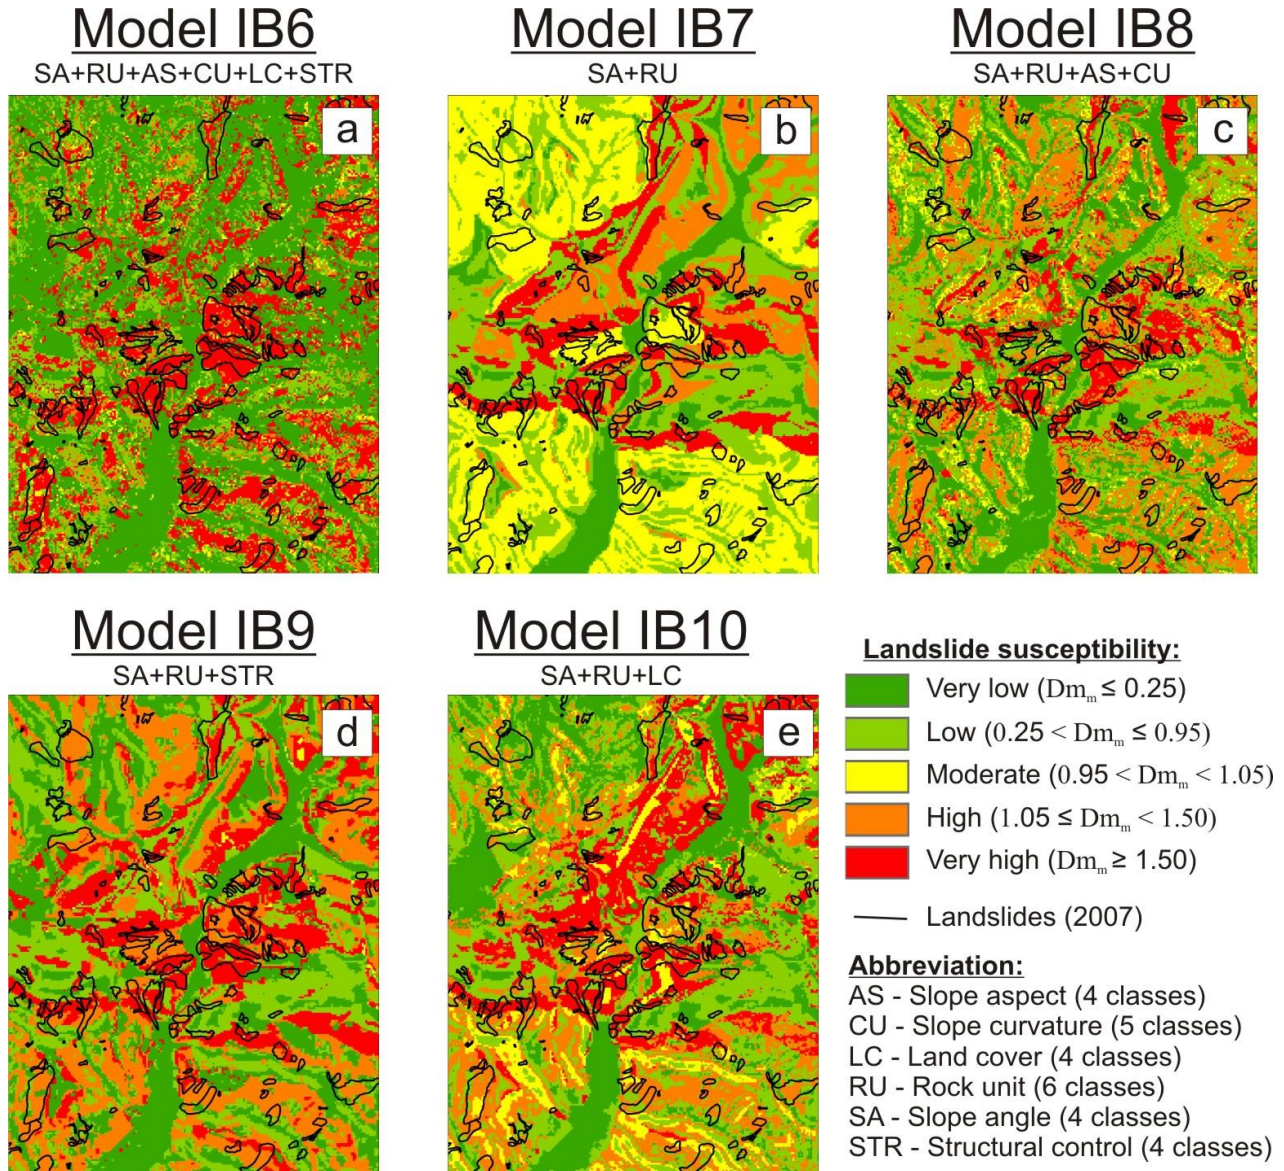 Model IB6
SA+RU+AS+CU+LC+STR
a
Model IB7
SA+RU
b
Model IB8
SA+RU+AS+CU
c
Model IB9
SA+RU+STR
d
Model IB10
SA+RU+LC
e
Landslide susceptibility:
Very low (Dmₘ ≤ 0.25)
Low (0.25 < Dmₘ ≤ 0.95)
Moderate (0.95 < Dmₘ < 1.05)
High (1.05 ≤ Dmₘ < 1.50)
Very high (Dmₘ ≥ 1.50)
Landslides (2007)
Abbreviation:
AS - Slope aspect (4 classes)
CU - Slope curvature (5 classes)
LC - Land cover (4 classes)
RU - Rock unit (6 classes)
SA - Slope angle (4 classes)
STR - Structural control (4 classes)